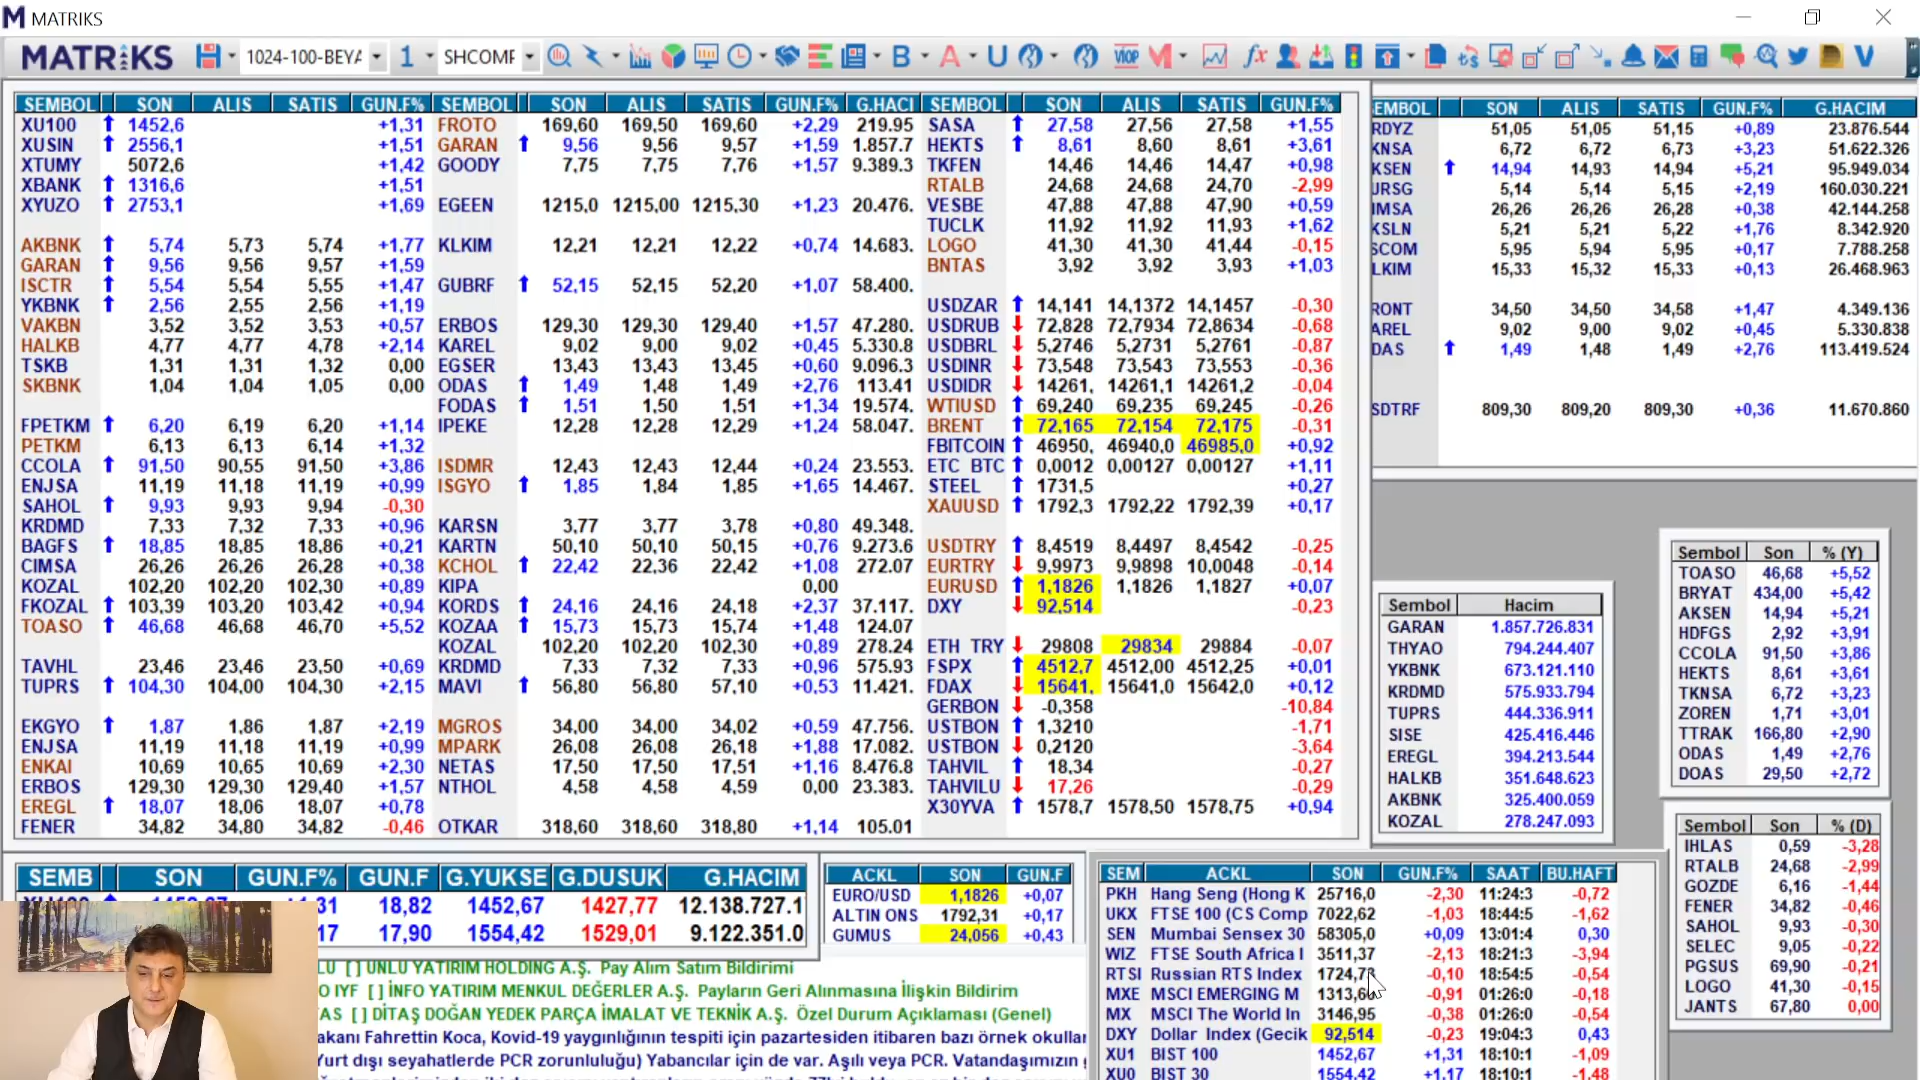 MATRIKS
MATRIKS 1024-100-BEYA 1 SHCOMF B A U VIOP M fx V
SEMBOL SON ALIS SATIS GUN.F%
XU100 1452,6 +1,31
XUSIN 2556,1 +1,51
XTUMY 5072,6 +1,42
XBANK 1316,6 +1,51
XYUZO 2753,1 +1,69
AKBNK 5,74 5,73 5,74 +1,77
GARAN 9,56 9,56 9,57 +1,59
ISCTR 5,54 5,54 5,55 +1,47
YKBNK 2,56 2,55 2,56 +1,19
VAKBN 3,52 3,52 3,53 +0,57
HALKB 4,77 4,77 4,78 +2,14
TSKB 1,31 1,31 1,32 0,00
SKBNK 1,04 1,04 1,05 0,00
FPETKM 6,20 6,19 6,20 +1,14
PETKM 6,13 6,13 6,14 +1,32
CCOLA 91,50 90,55 91,50 +3,86
ENJSA 11,19 11,18 11,19 +0,99
SAHOL 9,93 9,93 9,94 -0,30
KRDMD 7,33 7,32 7,33 +0,96
BAGFS 18,85 18,85 18,86 +0,21
CIMSA 26,26 26,26 26,28 +0,38
KOZAL 102,20 102,20 102,30 +0,89
FKOZAL 103,39 103,20 103,42 +0,94
TOASO 46,68 46,68 46,70 +5,52
TAVHL 23,46 23,46 23,50 +0,69
TUPRS 104,30 104,00 104,30 +2,15
EKGYO 1,87 1,86 1,87 +2,19
ENJSA 11,19 11,18 11,19 +0,99
ENKAI 10,69 10,65 10,69 +2,30
ERBOS 129,30 129,30 129,40 +1,57
EREGL 18,07 18,06 18,07 +0,78
FENER 34,82 34,80 34,82 -0,46
SEMBOL SON ALIS SATIS GUN.F% G.HACI
FROTO 169,60 169,50 169,60 +2,29 219.95
GARAN 9,56 9,56 9,57 +1,59 1.857.7
GOODY 7,75 7,75 7,76 +1,57 9.389.3
EGEEN 1215,0 1215,00 1215,30 +1,23 20.476.
KLKIM 12,21 12,21 12,22 +0,74 14.683.
GUBRF 52,15 52,15 52,20 +1,07 58.400.
ERBOS 129,30 129,30 129,40 +1,57 47.280.
KAREL 9,02 9,00 9,02 +0,45 5.330.8
EGSER 13,43 13,43 13,45 +0,60 9.096.3
ODAS 1,49 1,48 1,49 +2,76 113.41
FODAS 1,51 1,50 1,51 +1,34 19.574.
IPEKE 12,28 12,28 12,29 +1,24 58.047.
ISDMR 12,43 12,43 12,44 +0,24 23.553.
ISGYO 1,85 1,84 1,85 +1,65 14.467.
KARSN 3,77 3,77 3,78 +0,80 49.348.
KARTN 50,10 50,10 50,15 +0,76 9.273.6
KCHOL 22,42 22,36 22,42 +1,08 272.07
KIPA 0,00
KORDS 24,16 24,16 24,18 +2,37 37.117.
KOZAA 15,73 15,73 15,74 +1,48 124.07
KOZAL 102,20 102,20 102,30 +0,89 278.24
KRDMD 7,33 7,32 7,33 +0,96 575.93
MAVI 56,80 56,80 57,10 +0,53 11.421.
MGROS 34,00 34,00 34,02 +0,59 47.756.
MPARK 26,08 26,08 26,18 +1,88 17.082.
NETAS 17,50 17,50 17,51 +1,16 8.476.8
NTHOL 4,58 4,58 4,59 0,00 23.383.
OTKAR 318,60 318,60 318,80 +1,14 105.01
SEMBOL SON ALIS SATIS GUN.F%
SASA 27,58 27,56 27,58 +1,55
HEKTS 8,61 8,60 8,61 +3,61
TKFEN 14,46 14,46 14,47 +0,98
RTALB 24,68 24,68 24,70 -2,99
VESBE 47,88 47,88 47,90 +0,59
TUCLK 11,92 11,92 11,93 +1,62
LOGO 41,30 41,30 41,44 -0,15
BNTAS 3,92 3,92 3,93 +1,03
USDZAR 14,141 14,1372 14,1457 -0,30
USDRUB 72,828 72,7934 72,8634 -0,68
USDBRL 5,2746 5,2731 5,2761 -0,87
USDINR 73,548 73,543 73,553 -0,36
USDIDR 14261, 14261,1 14261,2 -0,04
WTIUSD 69,240 69,235 69,245 -0,26
BRENT 72,165 72,154 72,175 -0,31
FBITCOIN 46950, 46940,0 46985,0 +0,92
ETC BTC 0,0012 0,00127 0,00127 +1,11
STEEL 1731,5 +0,27
XAUUSD 1792,3 1792,22 1792,39 +0,17
USDTRY 8,4519 8,4497 8,4542 -0,25
EURTRY 9,9973 9,9898 10,0048 -0,14
EURUSD 1,1826 1,1826 1,1827 +0,07
DXY 92,514 -0,23
ETH TRY 29808 29834 29884 -0,07
FSPX 4512,7 4512,00 4512,25 +0,01
FDAX 15641, 15641,0 15642,0 +0,12
GERBON -0,358 -10,84
USTBON 1,3210 -1,71
USTBON 0,2120 -3,64
TAHVIL 18,34 -0,27
TAHVILU 17,26 -0,29
X30YVA 1578,7 1578,50 1578,75 +0,94
EMBOL SON ALIS SATIS GUN.F% G.HACIM
RDYZ 51,05 51,05 51,15 +0,89 23.876.544
KNSA 6,72 6,72 6,73 +3,23 51.622.326
KSEN 14,94 14,93 14,94 +5,21 95.949.034
URSG 5,14 5,14 5,15 +2,19 160.030.221
IMSA 26,26 26,26 26,28 +0,38 42.144.258
KSLN 5,21 5,21 5,22 +1,76 8.342.920
SCOM 5,95 5,94 5,95 +0,17 7.788.258
LKIM 15,33 15,32 15,33 +0,13 26.468.963
RONT 34,50 34,50 34,58 +1,47 4.349.136
AREL 9,02 9,00 9,02 +0,45 5.330.838
DAS 1,49 1,48 1,49 +2,76 113.419.524
SDTRF 809,30 809,20 809,30 +0,36 11.670.860
Sembol Hacim
GARAN 1.857.726.831
THYAO 794.244.407
YKBNK 673.121.110
KRDMD 575.933.794
TUPRS 444.336.911
SISE 425.416.446
EREGL 394.213.544
HALKB 351.648.623
AKBNK 325.400.059
KOZAL 278.247.093
Sembol Son % (Y)
TOASO 46,68 +5,52
BRYAT 434,00 +5,42
AKSEN 14,94 +5,21
HDFGS 2,92 +3,91
CCOLA 91,50 +3,86
HEKTS 8,61 +3,61
TKNSA 6,72 +3,23
ZOREN 1,71 +3,01
TTRAK 166,80 +2,90
ODAS 1,49 +2,76
DOAS 29,50 +2,72
Sembol Son % (D)
IHLAS 0,59 -3,28
RTALB 24,68 -2,99
GOZDE 6,16 -1,44
FENER 34,82 -0,46
SAHOL 9,93 -0,30
SELEC 9,05 -0,22
PGSUS 69,90 -0,21
LOGO 41,30 -0,15
JANTS 67,80 0,00
SEMB SON GUN.F% GUN.F G.YUKSE G.DUSUK G.HACIM
XU100 1452,67 +1,31 18,82 1452,67 1427,77 12.138.727.1
17 17,90 1554,42 1529,01 9.122.351.0
ACKL SON GUN.F
EURO/USD 1,1826 +0,07
ALTIN ONS 1792,31 +0,17
GUMUS 24,056 +0,43
SEM ACKL SON GUN.F% SAAT BU.HAFT
PKH Hang Seng (Hong K 25716,0 -2,30 11:24:3 -0,72
UKX FTSE 100 (CS Comp 7022,62 -1,03 18:44:5 -1,62
SEN Mumbai Sensex 30 58305,0 +0,09 13:01:4 0,30
WIZ FTSE South Africa I 3511,37 -2,13 18:21:3 -3,94
RTSI Russian RTS Index 1724,7 -0,10 18:54:5 -0,54
MXE MSCI EMERGING M 1313,6 -0,91 01:26:0 -0,18
MX MSCI The World In 3146,95 -0,38 01:26:0 -0,54
DXY Dollar Index (Gecik 92,514 -0,23 19:04:3 0,43
XU1 BIST 100 1452,67 +1,31 18:10:1 -1,09
XU0 BIST 30 1554,42 +1,17 18:10:1 -1,48
LU [ ] ÜNLÜ YATIRIM HOLDİNG A.Ş. Pay Alım Satım Bildirimi
O IYF [ ] İNFO YATIRIM MENKUL DEĞERLER A.Ş. Payların Geri Alınmasına İlişkin Bildirim
TAS [ ] DİTAŞ DOĞAN YEDEK PARÇA İMALAT VE TEKNİK A.Ş. Özel Durum Açıklaması (Genel)
akanı Fahrettin Koca, Kovid-19 yaygınlığının tespiti için pazartesiden itibaren bazı örnek okullar
Yurt dışı seyahatlerde PCR zorunluluğu) Yabancılar için de var. Aşılı veya PCR. Vatandaşımızın